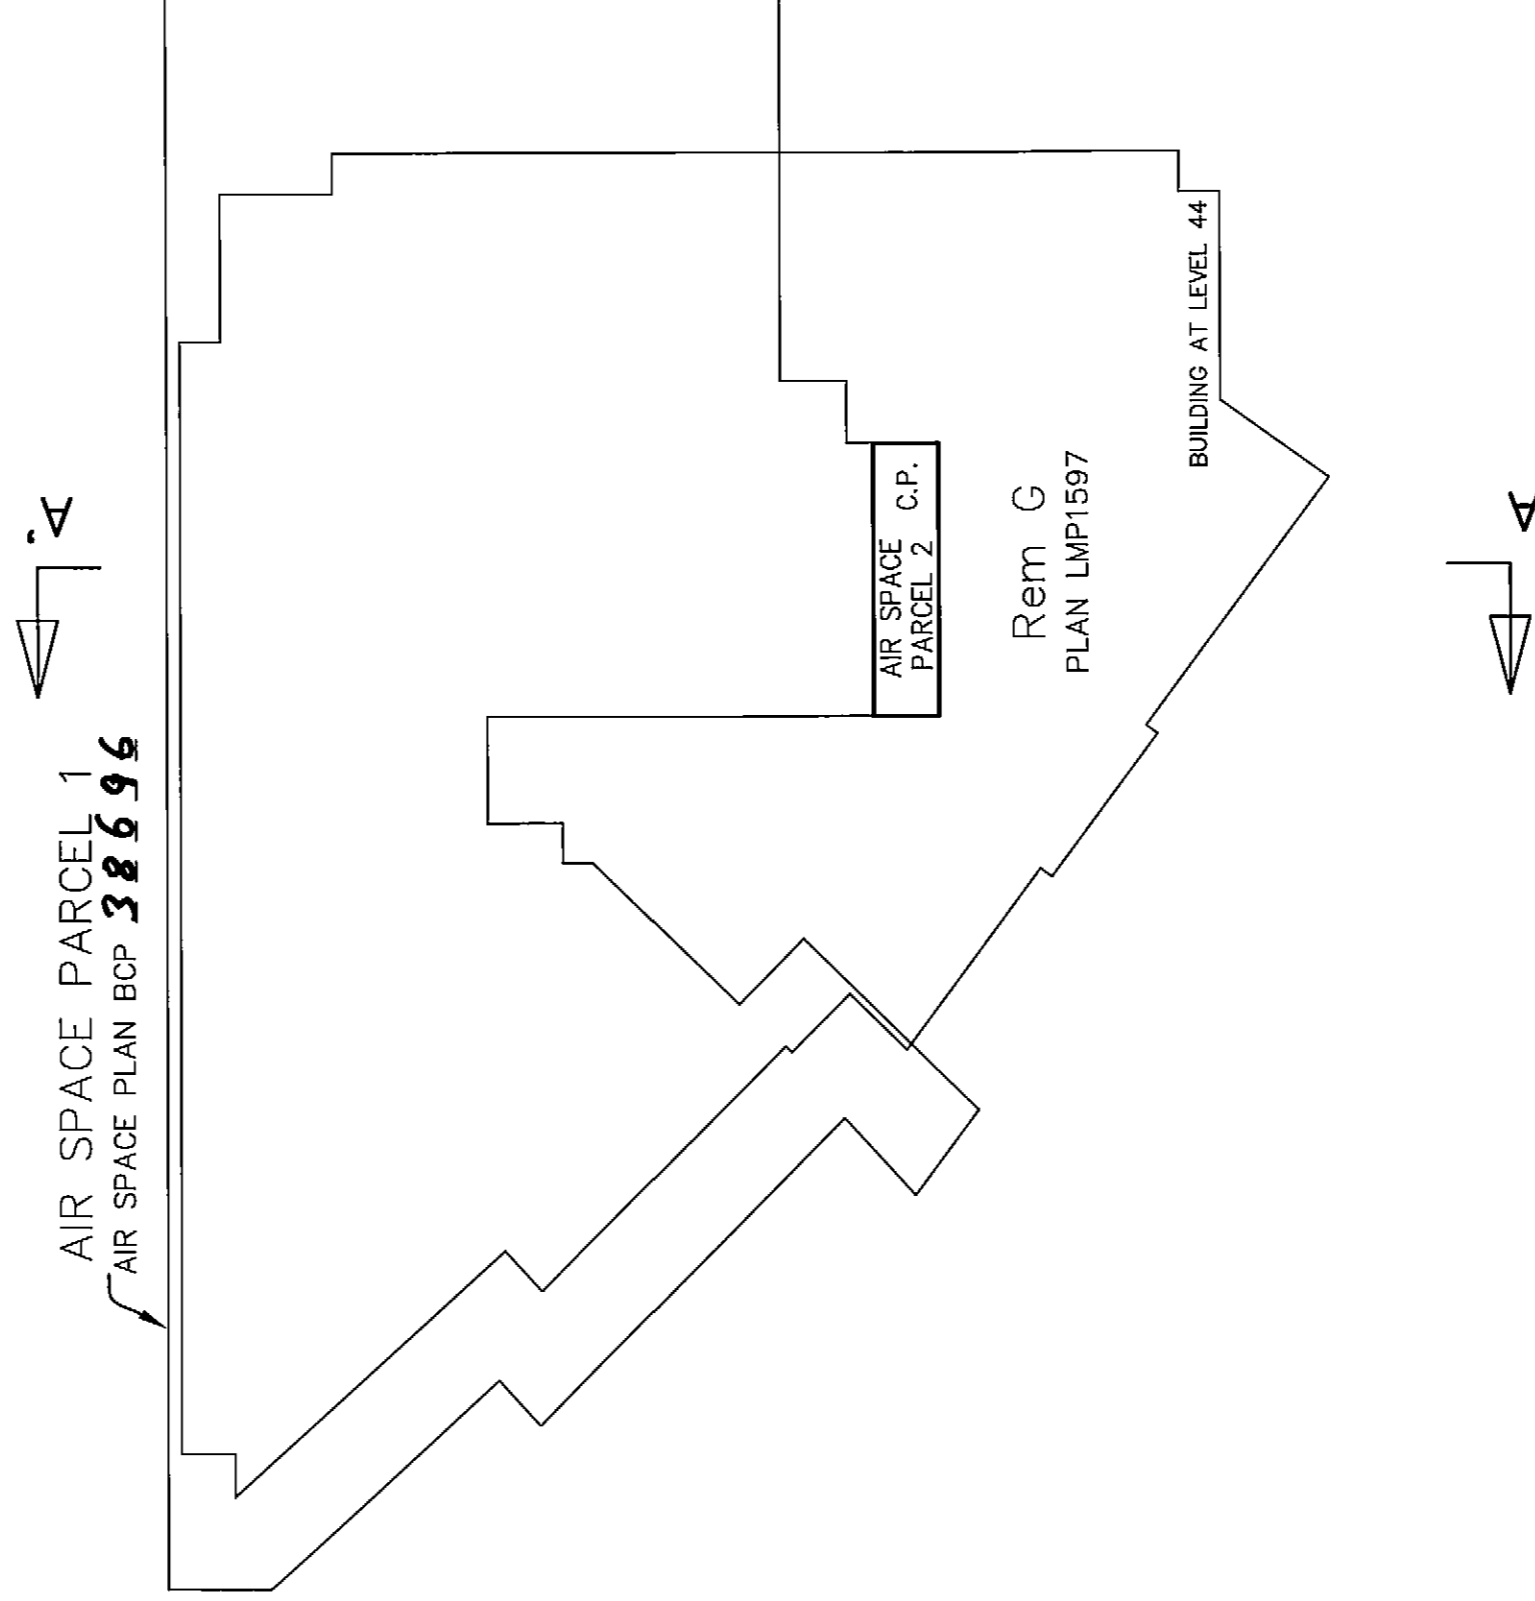 A'
AIR SPACE PARCEL 1
AIR SPACE PLAN BCP 38696
AIR SPACE
PARCEL 2 C.P.
Rem G
PLAN LMP1597
BUILDING AT LEVEL 44
A